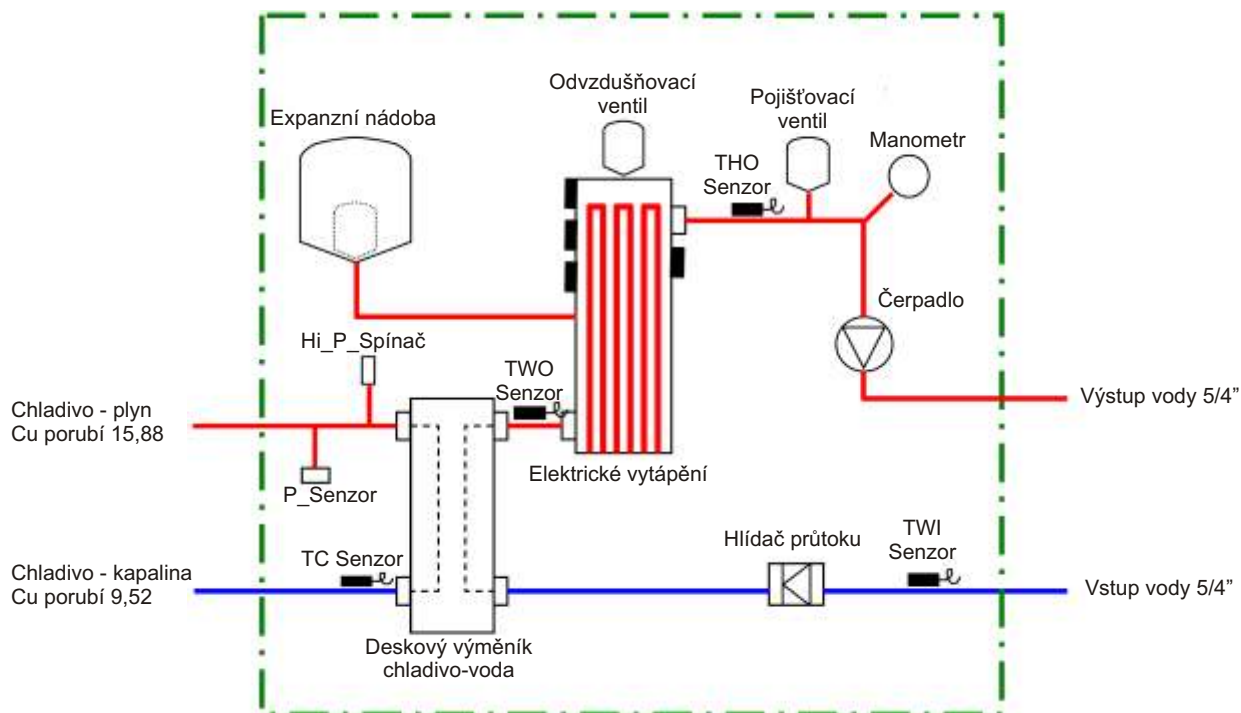 Odvzdušňovací
ventil
Pojišťovací
ventil
Expanzní nádoba
Manometr
THO
Senzor
Čerpadlo
Hi_P_Spínač
TWO
Senzor
Výstup vody 5/4”
Chladivo - plyn
Cu porubí 15,88
Elektrické vytápění
P_Senzor
Hlídač průtoku
TWI
Senzor
TC Senzor
Chladivo - kapalina
Cu porubí 9,52
Vstup vody 5/4”
Deskový výměník
chladivo-voda